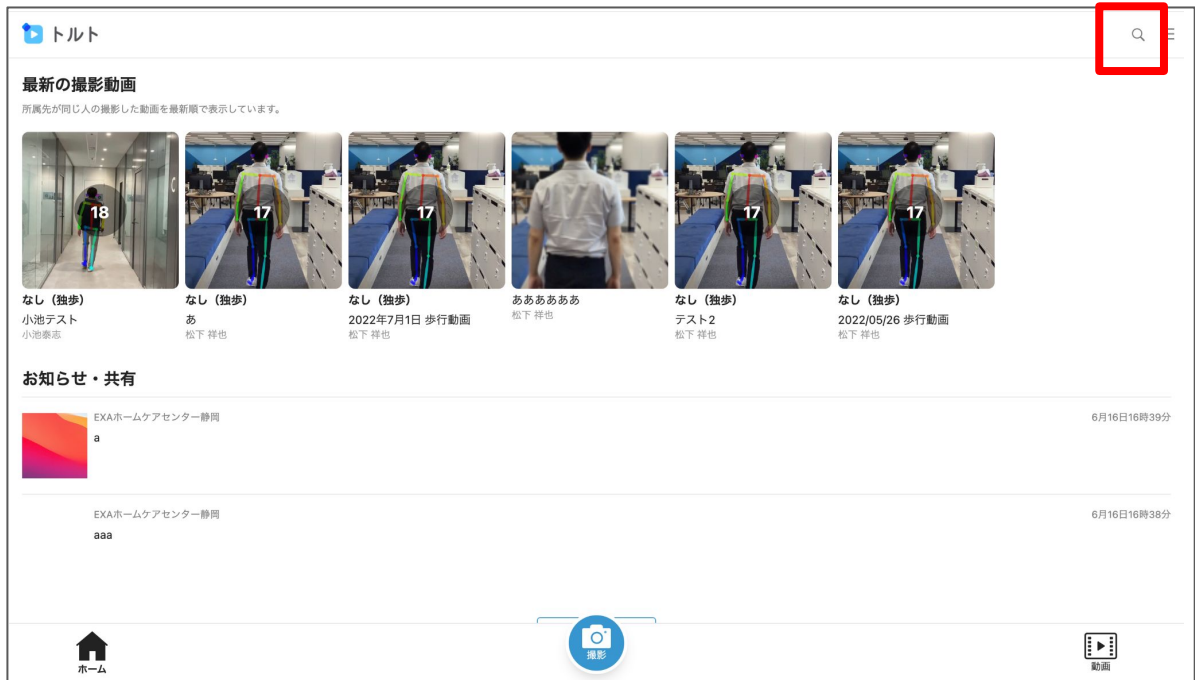 トルト
最新の撮影動画
所属先が同じ人の撮影した動画を最新順で表示しています。
18
17
17
17
17
なし（独歩）
小池テスト
小池泰志
なし（独歩）
あ
松下 祥也
なし（独歩）
2022年7月1日 歩行動画
松下 祥也
ああああああ
松下 祥也
なし（独歩）
テスト2
松下 祥也
なし（独歩）
2022/05/26 歩行動画
松下 祥也
お知らせ・共有
EXAホームケアセンター静岡
6月16日16時39分
a
EXAホームケアセンター静岡
6月16日16時38分
aaa
ホーム
撮影
動画